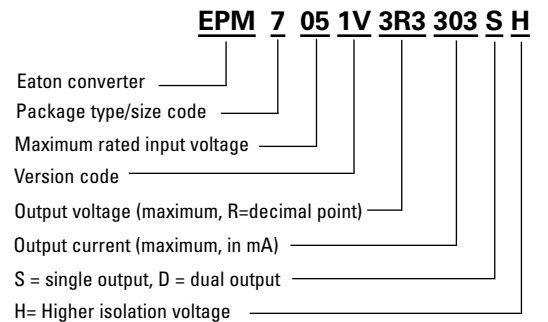 EPM 7 05 1V 3R3 303 S H
Eaton converter
Package type/size code
Maximum rated input voltage
Version code
Output voltage (maximum, R=decimal point)
Output current (maximum, in mA)
S = single output, D = dual output
H= Higher isolation voltage